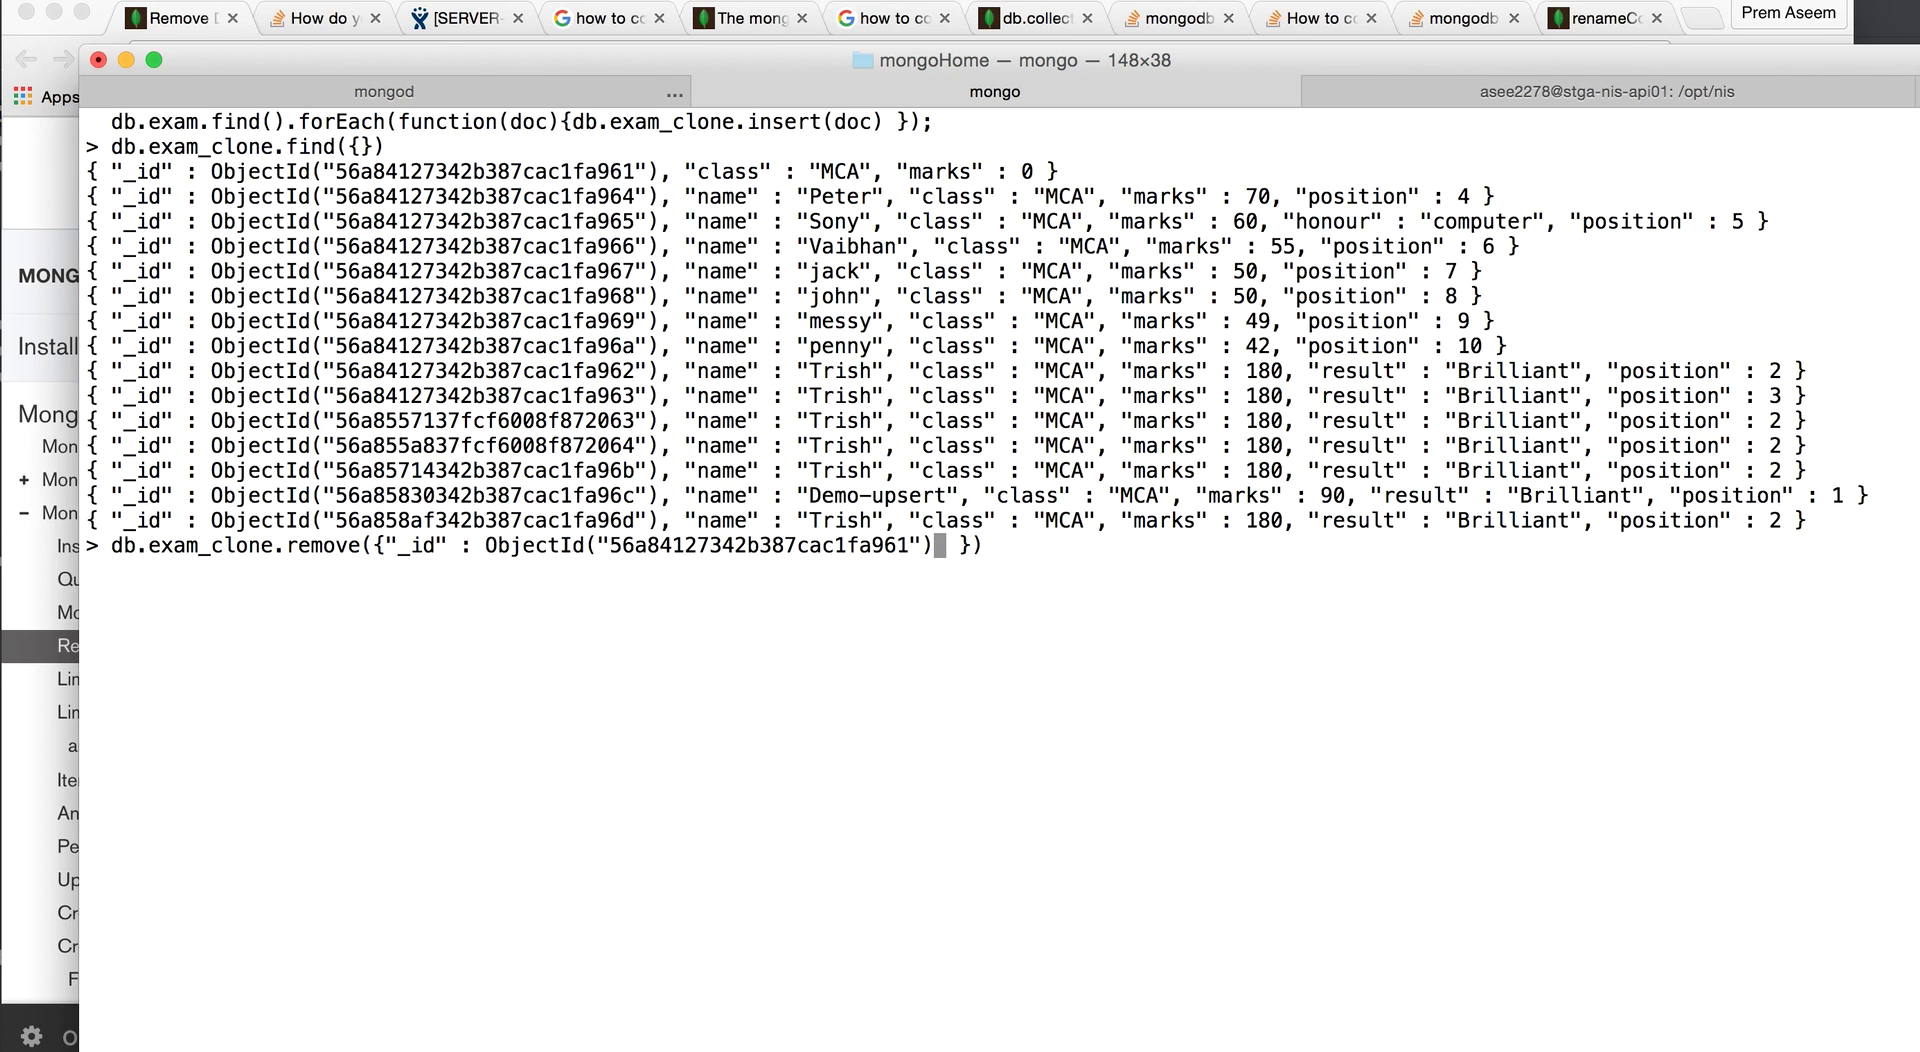 Remove D
How do y
[SERVER-
how to co
The mong
how to co
db.collect
mongodb
How to co
mongodb
renameCo
Prem Aseem
mongoHome — mongo — 148×38
Apps
mongod
...
mongo
asee2278@stga-nis-api01: /opt/nis
db.exam.find().forEach(function(doc){db.exam_clone.insert(doc) });
> db.exam_clone.find({})
{ "_id" : ObjectId("56a84127342b387cac1fa961"), "class" : "MCA", "marks" : 0 }
{ "_id" : ObjectId("56a84127342b387cac1fa964"), "name" : "Peter", "class" : "MCA", "marks" : 70, "position" : 4 }
{ "_id" : ObjectId("56a84127342b387cac1fa965"), "name" : "Sony", "class" : "MCA", "marks" : 60, "honour" : "computer", "position" : 5 }
{ "_id" : ObjectId("56a84127342b387cac1fa966"), "name" : "Vaibhan", "class" : "MCA", "marks" : 55, "position" : 6 }
{ "_id" : ObjectId("56a84127342b387cac1fa967"), "name" : "jack", "class" : "MCA", "marks" : 50, "position" : 7 }
{ "_id" : ObjectId("56a84127342b387cac1fa968"), "name" : "john", "class" : "MCA", "marks" : 50, "position" : 8 }
{ "_id" : ObjectId("56a84127342b387cac1fa969"), "name" : "messy", "class" : "MCA", "marks" : 49, "position" : 9 }
{ "_id" : ObjectId("56a84127342b387cac1fa96a"), "name" : "penny", "class" : "MCA", "marks" : 42, "position" : 10 }
{ "_id" : ObjectId("56a84127342b387cac1fa962"), "name" : "Trish", "class" : "MCA", "marks" : 180, "result" : "Brilliant", "position" : 2 }
{ "_id" : ObjectId("56a84127342b387cac1fa963"), "name" : "Trish", "class" : "MCA", "marks" : 180, "result" : "Brilliant", "position" : 3 }
{ "_id" : ObjectId("56a8557137fcf6008f872063"), "name" : "Trish", "class" : "MCA", "marks" : 180, "result" : "Brilliant", "position" : 2 }
{ "_id" : ObjectId("56a855a837fcf6008f872064"), "name" : "Trish", "class" : "MCA", "marks" : 180, "result" : "Brilliant", "position" : 2 }
{ "_id" : ObjectId("56a85714342b387cac1fa96b"), "name" : "Trish", "class" : "MCA", "marks" : 180, "result" : "Brilliant", "position" : 2 }
{ "_id" : ObjectId("56a85830342b387cac1fa96c"), "name" : "Demo-upsert", "class" : "MCA", "marks" : 90, "result" : "Brilliant", "position" : 1 }
{ "_id" : ObjectId("56a858af342b387cac1fa96d"), "name" : "Trish", "class" : "MCA", "marks" : 180, "result" : "Brilliant", "position" : 2 }
> db.exam_clone.remove({"_id" : ObjectId("56a84127342b387cac1fa961") })
MONG
Install
Mong
Mon
+ Mon
− Mon
Ins
Qu
Mo
Re
Lim
Lim
a
Ite
An
Pe
Up
Cr
Cr
F
O